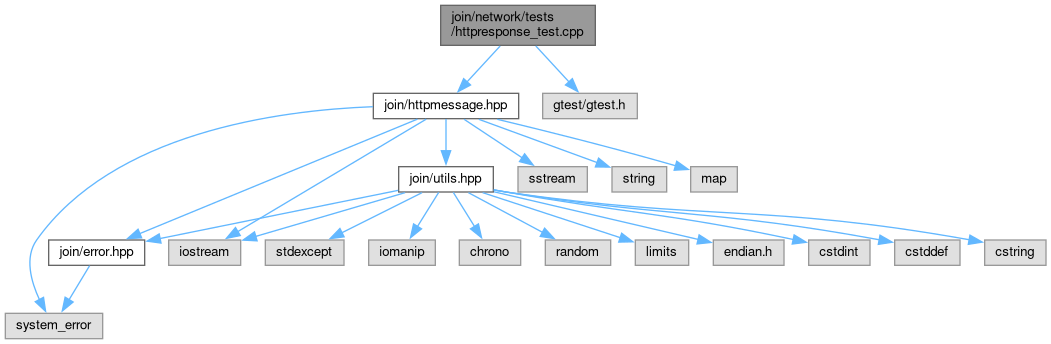 join/network/tests
/httpresponse_test.cpp
join/httpmessage.hpp
gtest/gtest.h
join/utils.hpp
sstream
string
map
join/error.hpp
iostream
stdexcept
iomanip
chrono
random
limits
endian.h
cstdint
cstddef
cstring
system_error